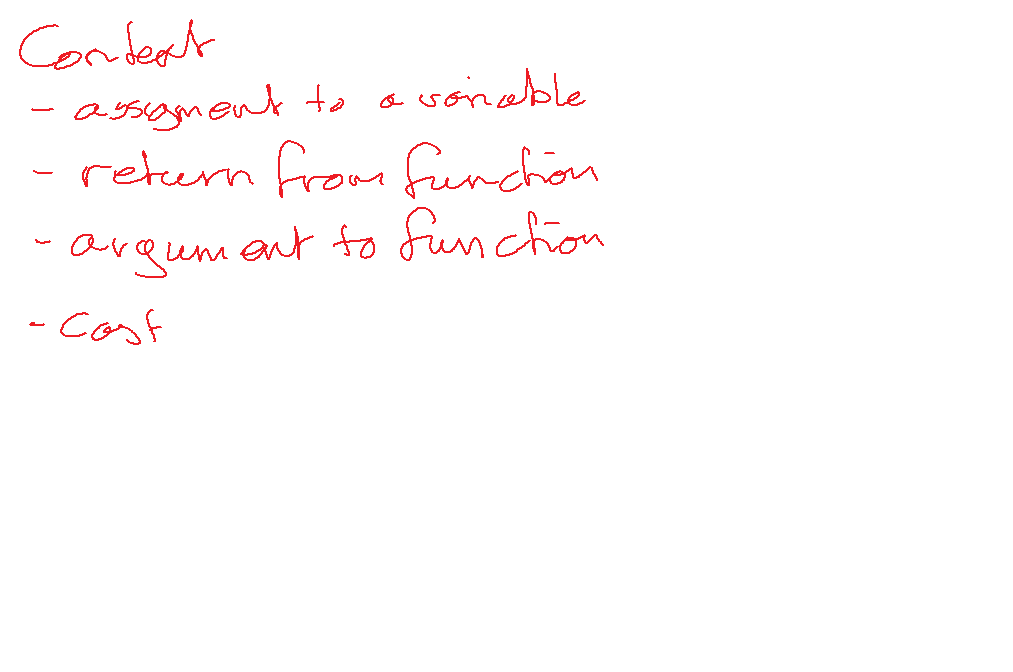 Context
- assignment to a variable
- return from function
- argument to function
- cast